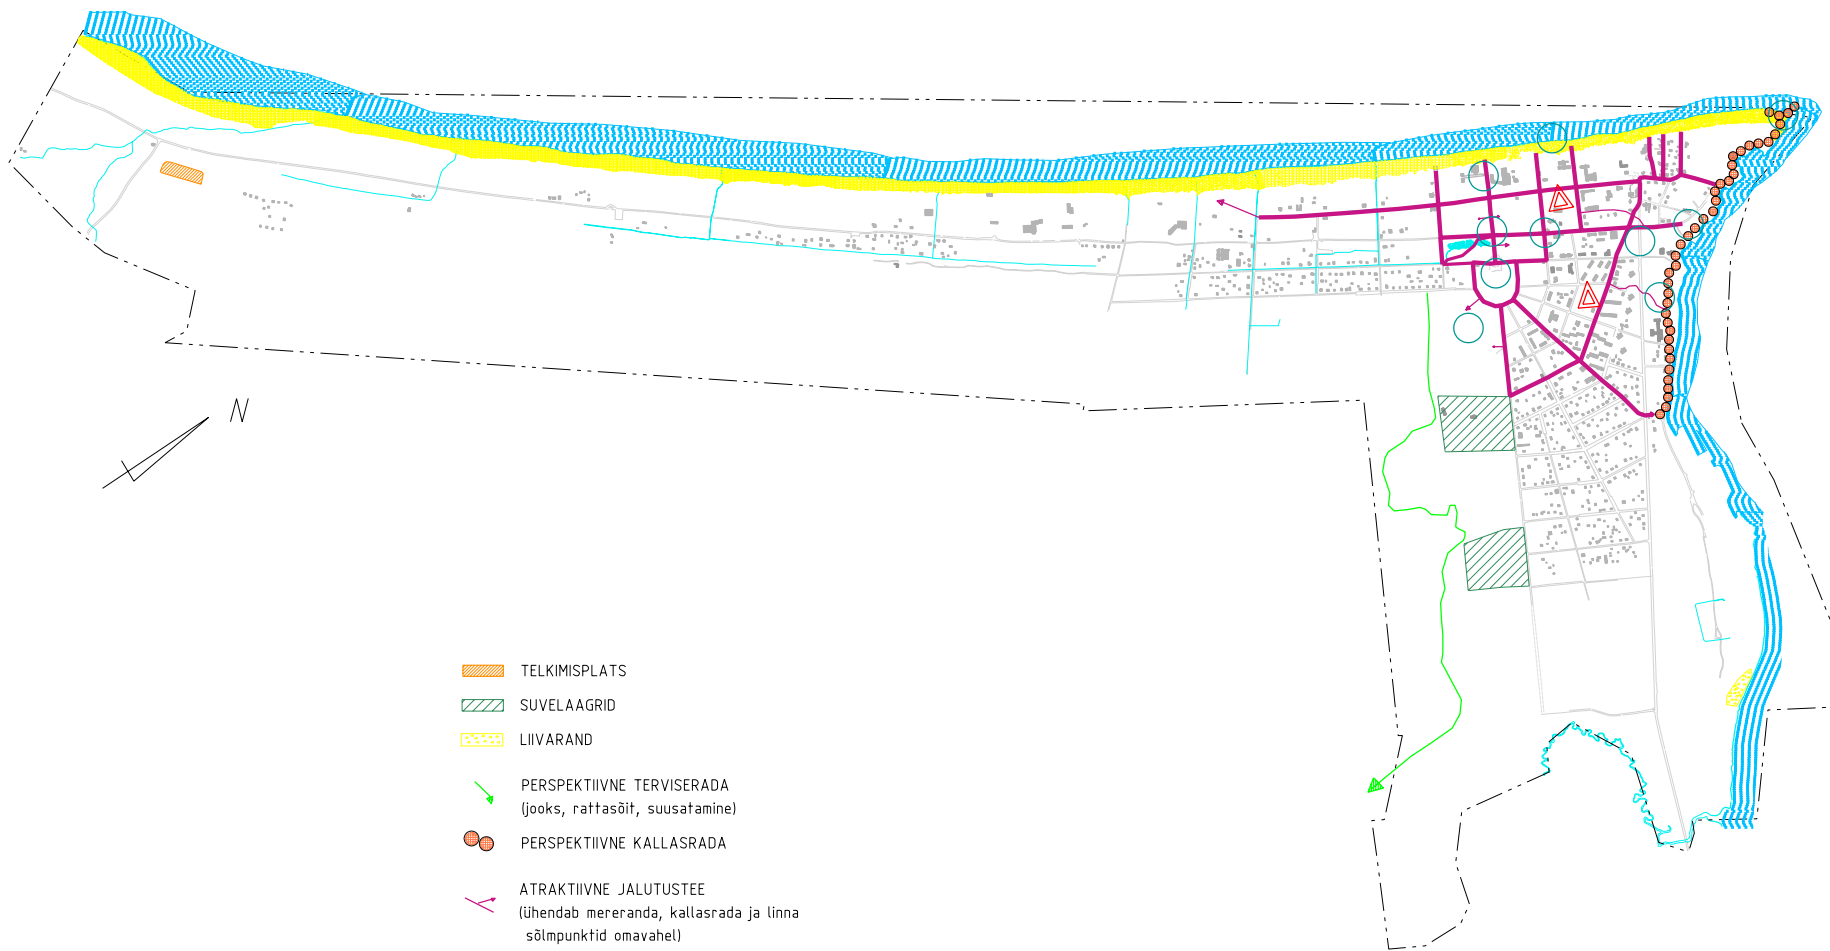 N
TELKIMISPLATS
SUVELAAGRID
LIIVARAND
PERSPEKTIIVNE TERVISERADA
(jooks, rattasõit, suusatamine)
PERSPEKTIIVNE KALLASRADA
ATRAKTIIVNE JALUTUSTEE
(ühendab mereranda, kallasrada ja linna
sõlmpunktid omavahel)